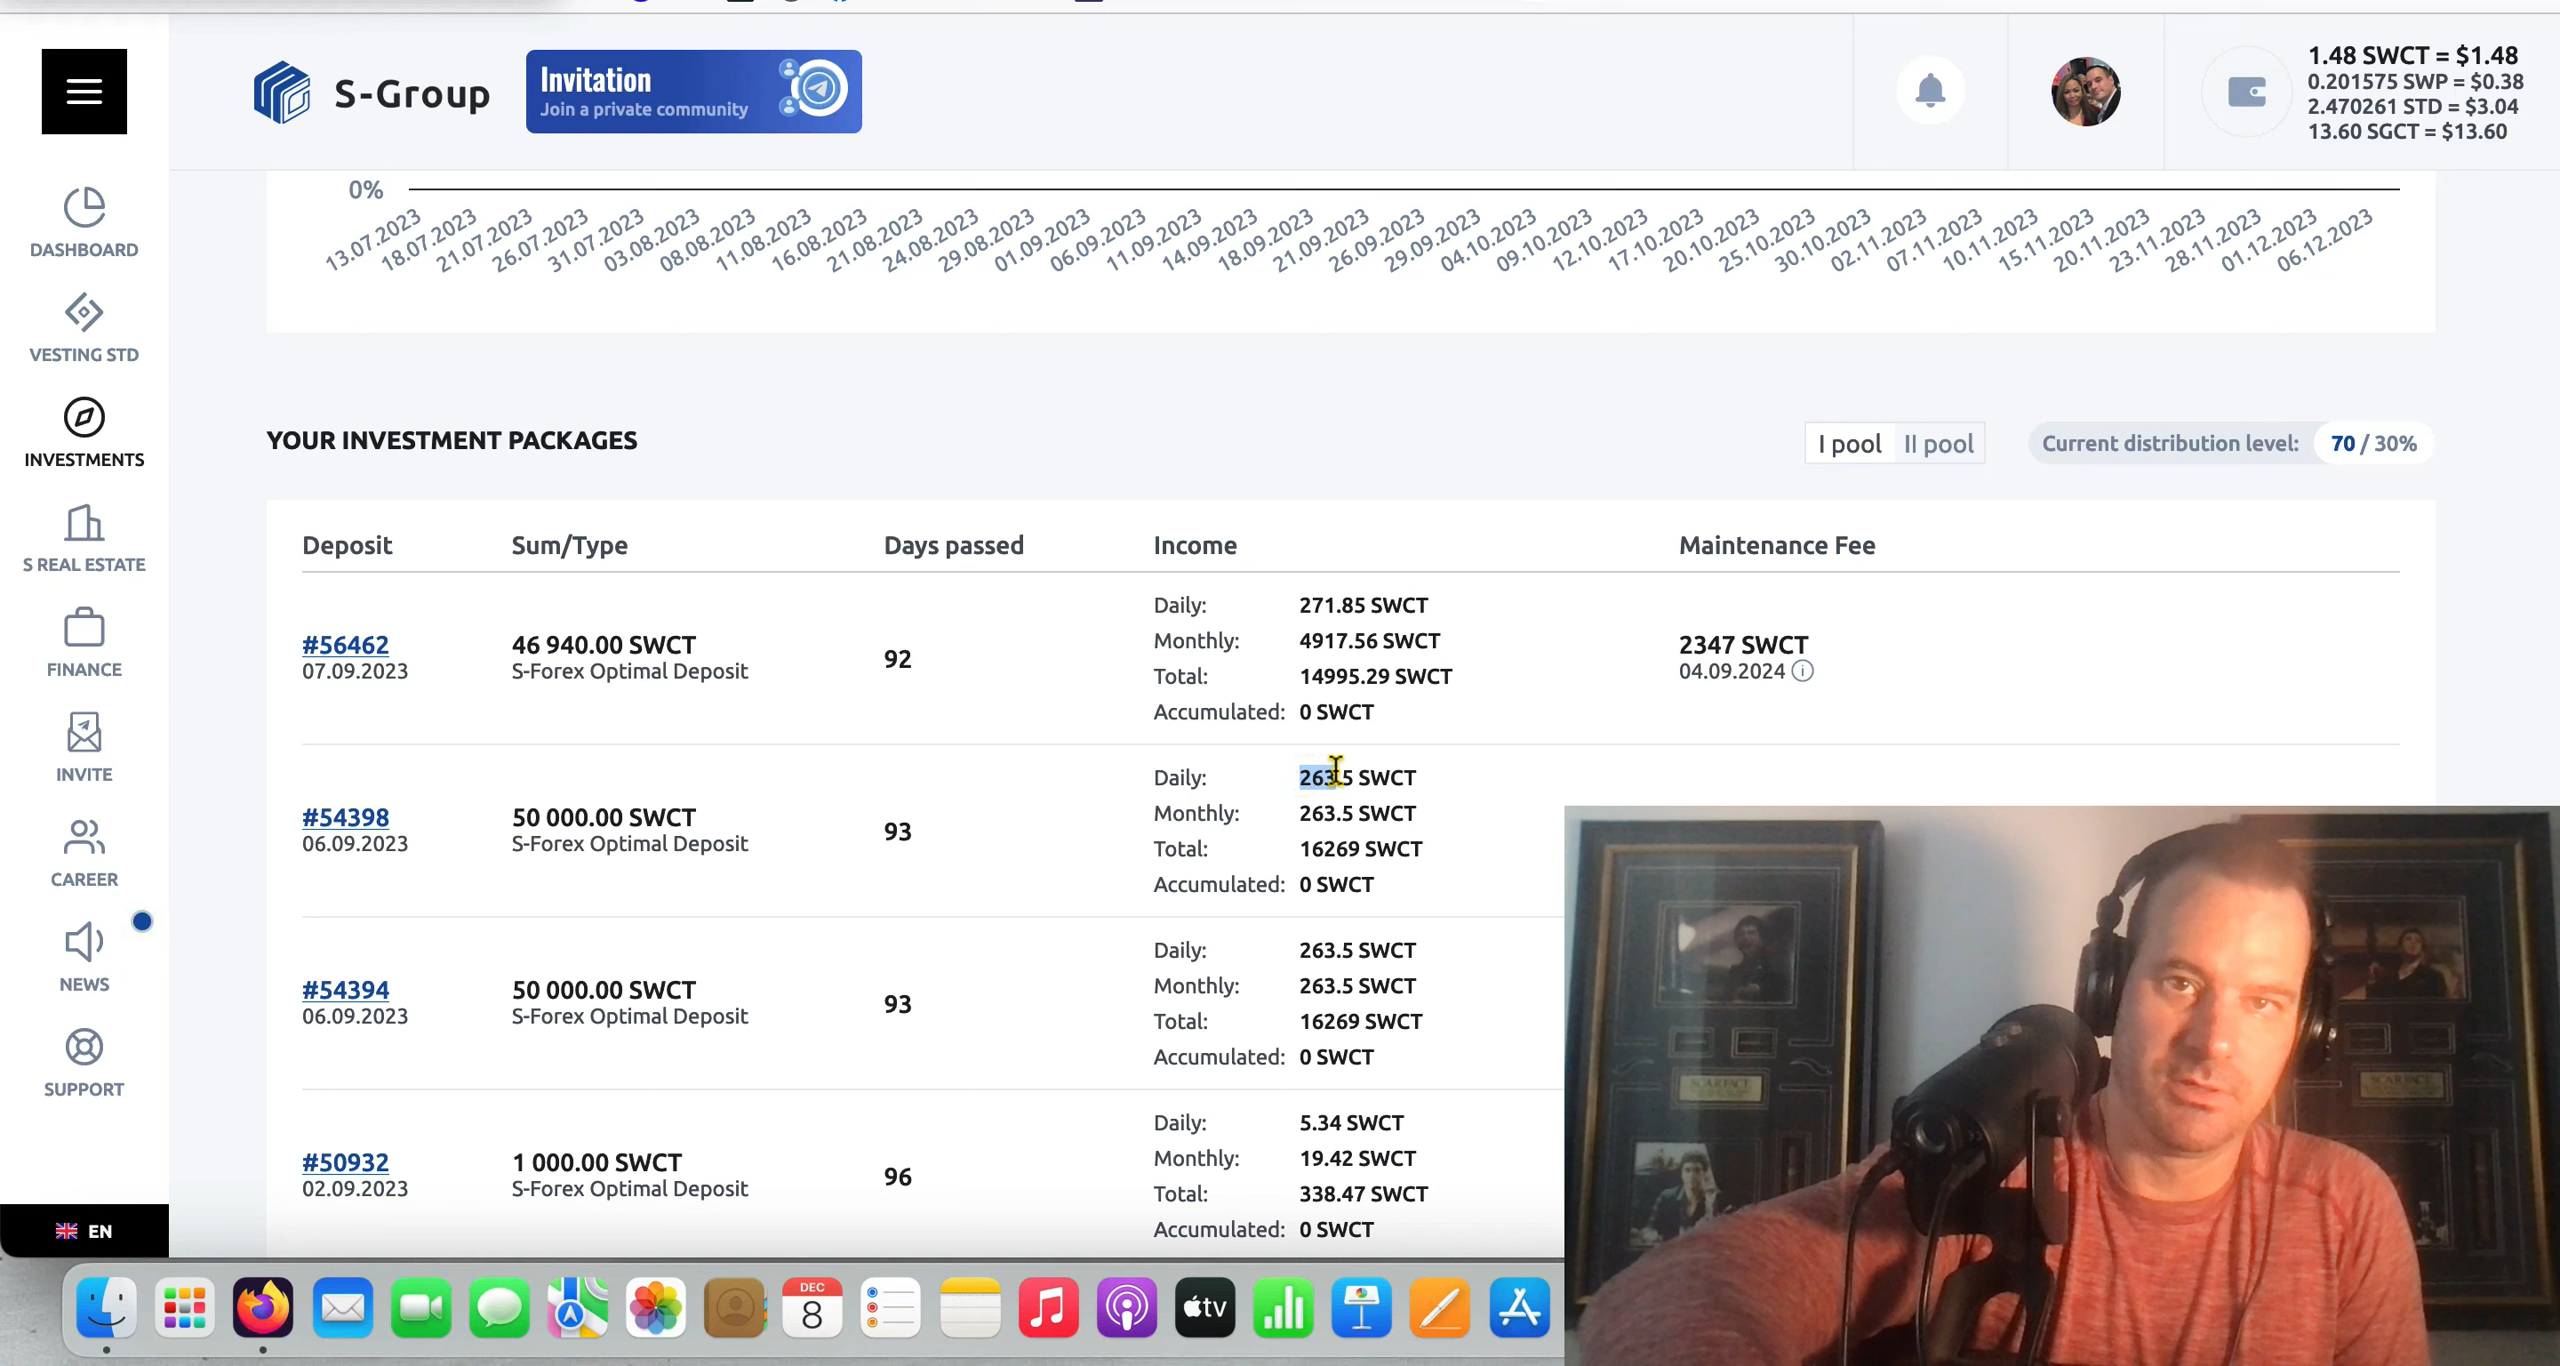 S-Group
Invitation
Join a private community
1.48 SWCT = $1.48
0.201575 SWP = $0.38
2.470261 STD = $3.04
13.60 SGCT = $13.60
DASHBOARD
VESTING STD
INVESTMENTS
S REAL ESTATE
FINANCE
INVITE
CAREER
NEWS
SUPPORT
EN
0%
13.07.2023 18.07.2023 21.07.2023 26.07.2023 31.07.2023 03.08.2023 08.08.2023 11.08.2023 16.08.2023 21.08.2023 24.08.2023 29.08.2023 01.09.2023 06.09.2023 11.09.2023 14.09.2023 18.09.2023 21.09.2023 26.09.2023 29.09.2023 04.10.2023 09.10.2023 12.10.2023 17.10.2023 20.10.2023 25.10.2023 30.10.2023 02.11.2023 07.11.2023 10.11.2023 15.11.2023 20.11.2023 23.11.2023 28.11.2023 01.12.2023 06.12.2023
YOUR INVESTMENT PACKAGES
I pool II pool
Current distribution level: 70 / 30%
Deposit Sum/Type Days passed Income Maintenance Fee
#56462
07.09.2023
46 940.00 SWCT
S-Forex Optimal Deposit
92
Daily: 271.85 SWCT
Monthly: 4917.56 SWCT
Total: 14995.29 SWCT
Accumulated: 0 SWCT
2347 SWCT
04.09.2024
#54398
06.09.2023
50 000.00 SWCT
S-Forex Optimal Deposit
93
Daily: 263.5 SWCT
Monthly: 263.5 SWCT
Total: 16269 SWCT
Accumulated: 0 SWCT
#54394
06.09.2023
50 000.00 SWCT
S-Forex Optimal Deposit
93
Daily: 263.5 SWCT
Monthly: 263.5 SWCT
Total: 16269 SWCT
Accumulated: 0 SWCT
#50932
02.09.2023
1 000.00 SWCT
S-Forex Optimal Deposit
96
Daily: 5.34 SWCT
Monthly: 19.42 SWCT
Total: 338.47 SWCT
Accumulated: 0 SWCT
SCARFACE
SCARFACE
DEC
8
tv